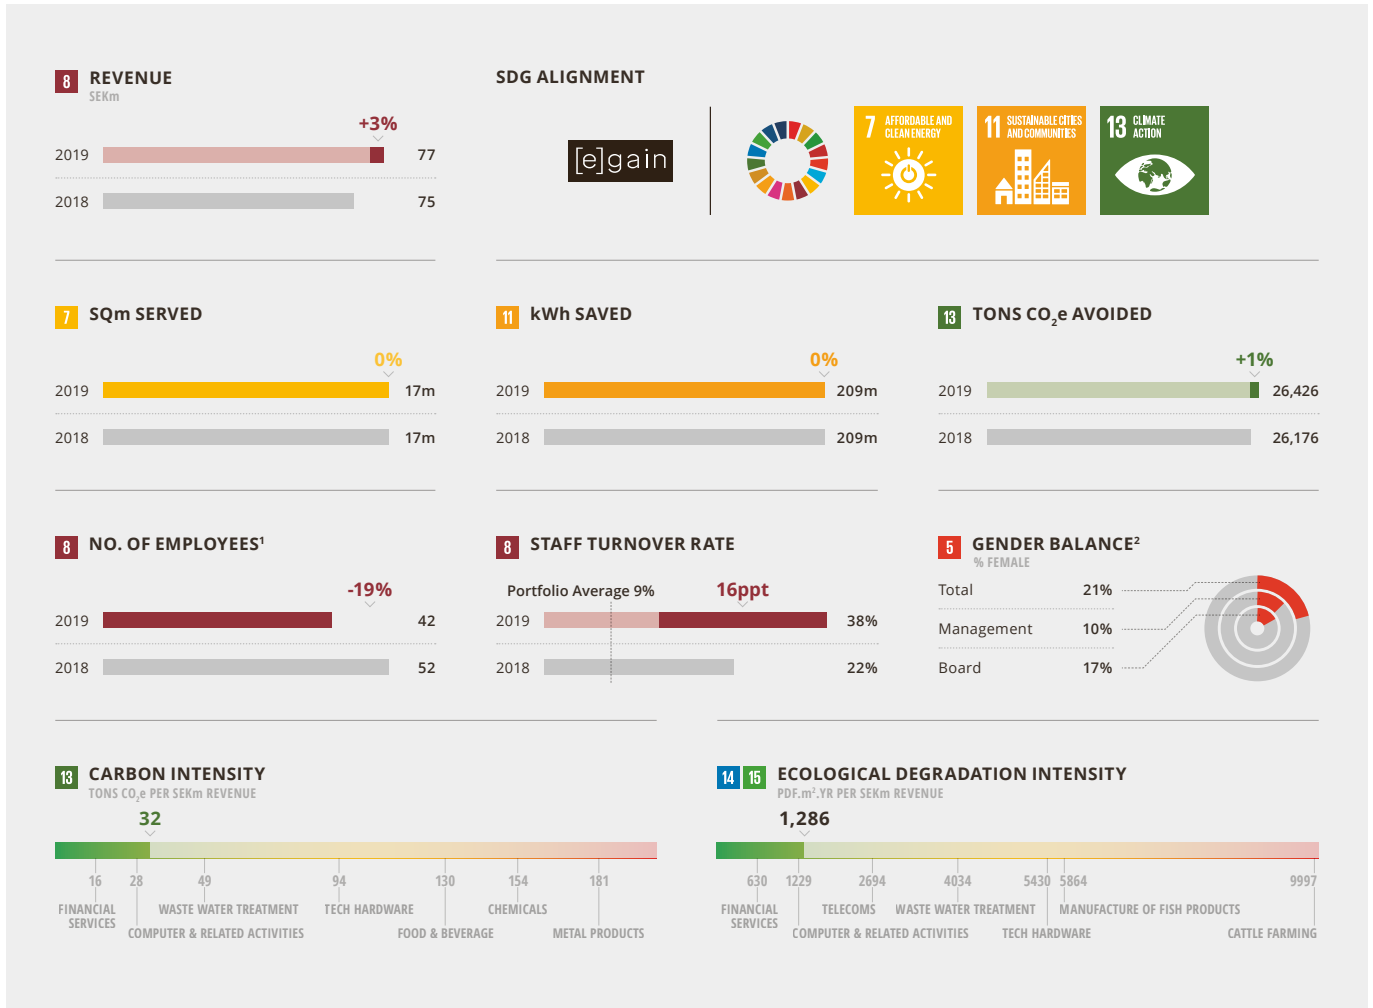 8 REVENUE
SEKm
+3%
2019 77
2018 75
SDG ALIGNMENT
[e]gain
7 AFFORDABLE AND
CLEAN ENERGY
11 SUSTAINABLE CITIES
AND COMMUNITIES
13 CLIMATE
ACTION
7 SQm SERVED
0%
2019 17m
2018 17m
11 kWh SAVED
0%
2019 209m
2018 209m
13 TONS CO₂e AVOIDED
+1%
2019 26,426
2018 26,176
8 NO. OF EMPLOYEES¹
-19%
2019 42
2018 52
8 STAFF TURNOVER RATE
Portfolio Average 9% 16ppt
2019 38%
2018 22%
5 GENDER BALANCE²
% FEMALE
Total 21%
Management 10%
Board 17%
13 CARBON INTENSITY
TONS CO₂e PER SEKm REVENUE
32
16 28 49 94 130 154 181
FINANCIAL
SERVICES
WASTE WATER TREATMENT TECH HARDWARE CHEMICALS
COMPUTER & RELATED ACTIVITIES FOOD & BEVERAGE METAL PRODUCTS
14 15 ECOLOGICAL DEGRADATION INTENSITY
PDF.m².YR PER SEKm REVENUE
1,286
630 1229 2694 4034 5430 5864 9997
FINANCIAL
SERVICES
TELECOMS WASTE WATER TREATMENT MANUFACTURE OF FISH PRODUCTS
COMPUTER & RELATED ACTIVITIES TECH HARDWARE CATTLE FARMING